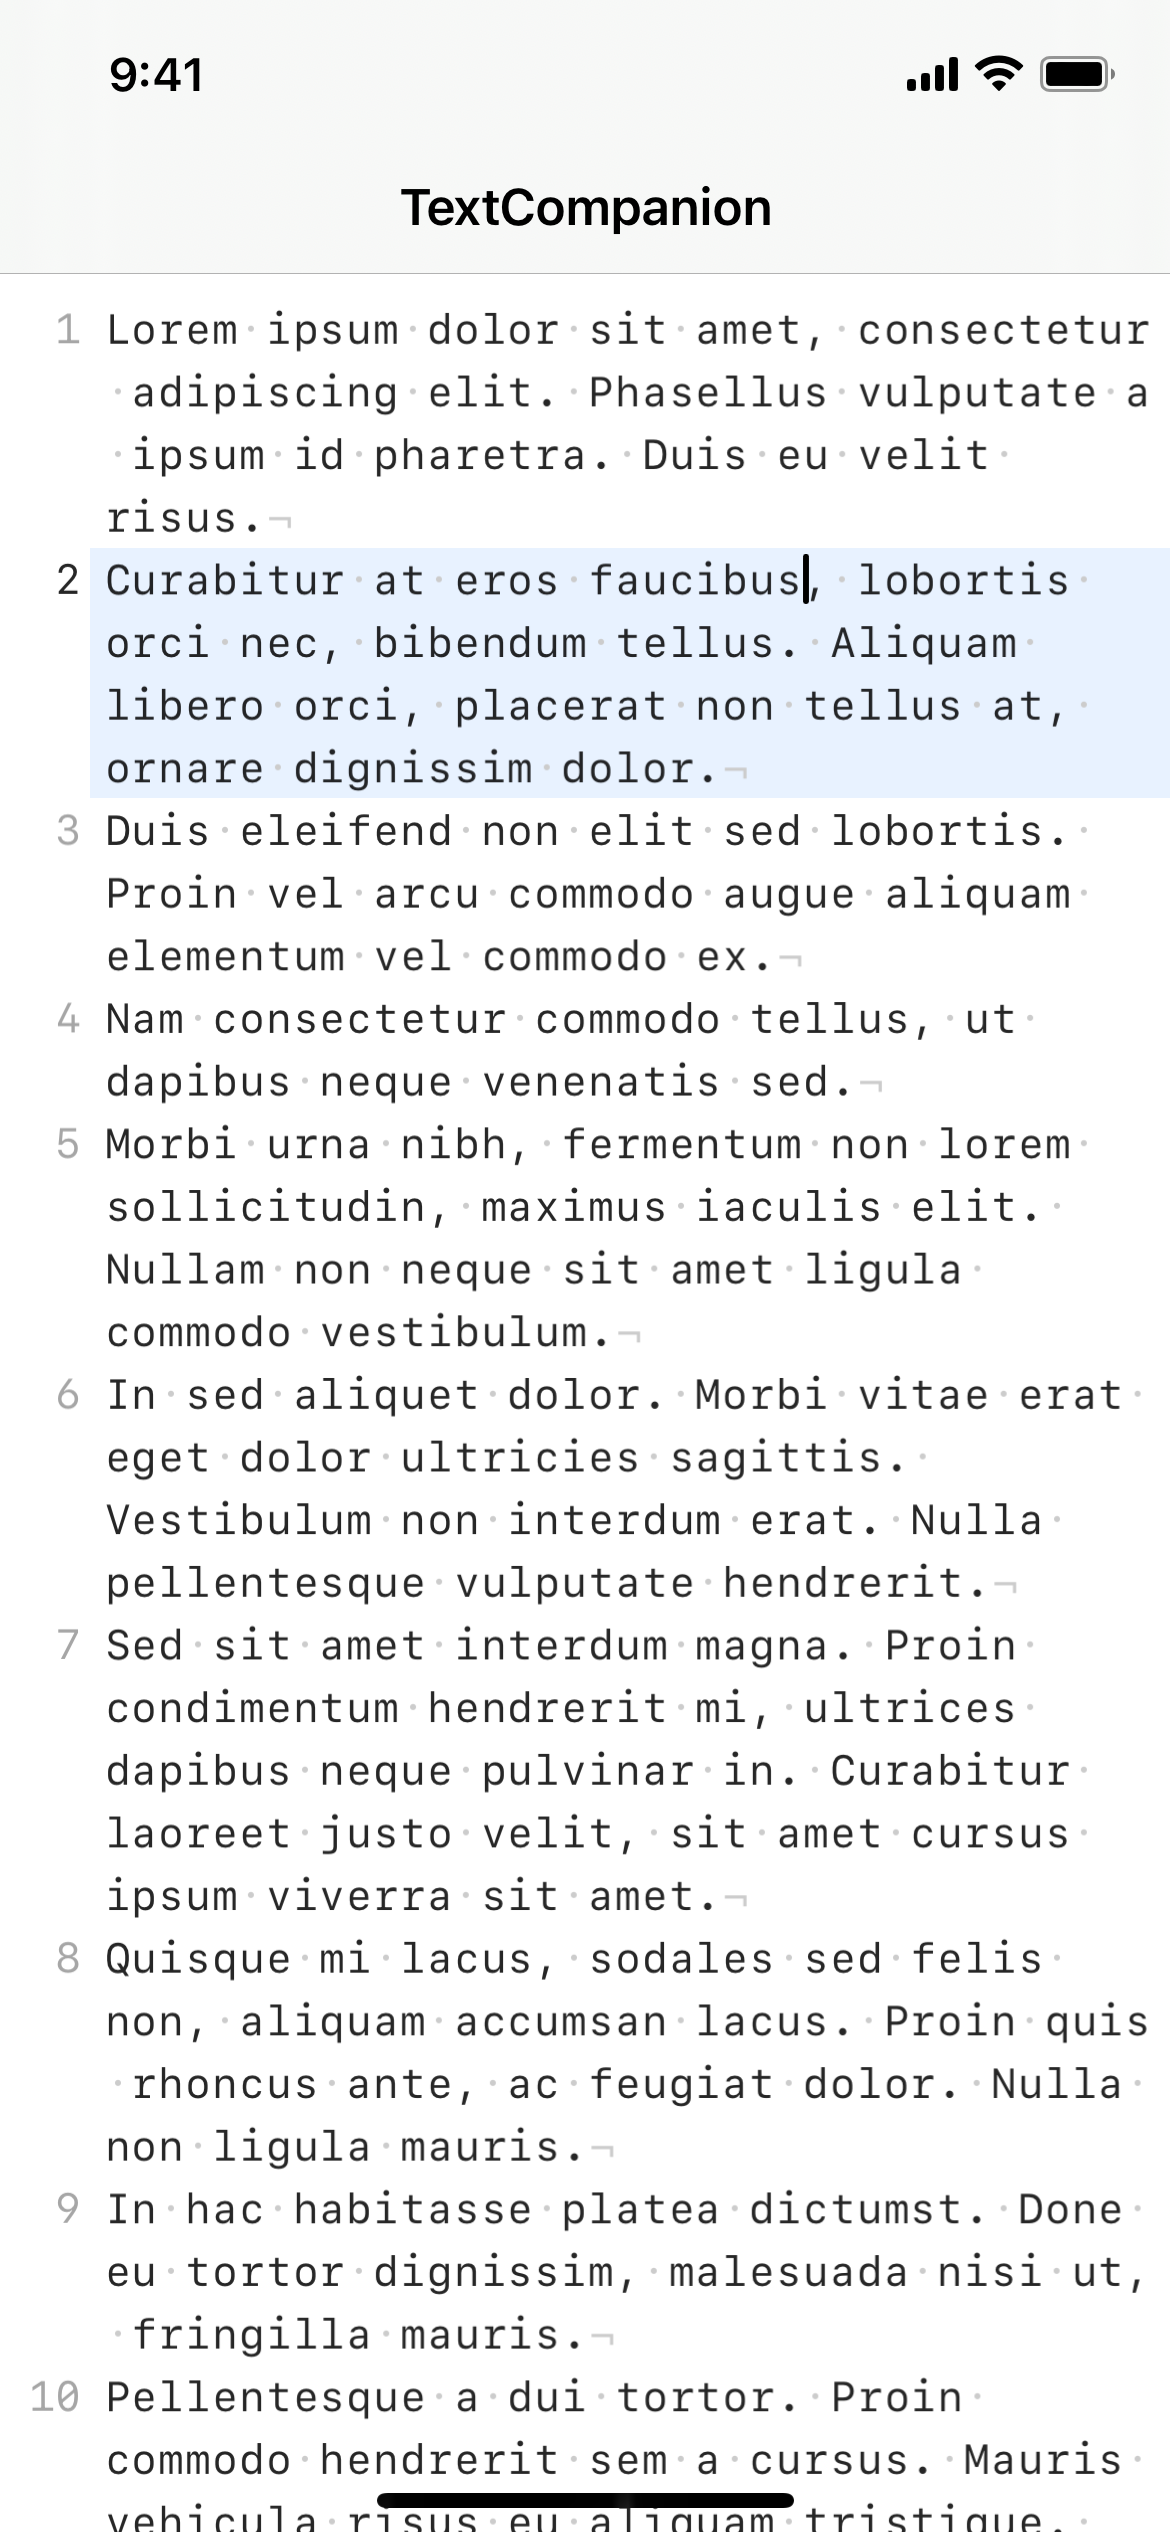 9:41
TextCompanion
1 Lorem·ipsum·dolor·sit·amet,·consectetur
·adipiscing·elit.·Phasellus·vulputate·a
·ipsum·id·pharetra.·Duis·eu·velit·
risus.¬
2 Curabitur·at·eros·faucibus,·lobortis·
orci·nec,·bibendum·tellus.·Aliquam·
libero·orci,·placerat·non·tellus·at,·
ornare·dignissim·dolor.¬
3 Duis·eleifend·non·elit·sed·lobortis.·
Proin·vel·arcu·commodo·augue·aliquam·
elementum·vel·commodo·ex.¬
4 Nam·consectetur·commodo·tellus,·ut·
dapibus·neque·venenatis·sed.¬
5 Morbi·urna·nibh,·fermentum·non·lorem·
sollicitudin,·maximus·iaculis·elit.·
Nullam·non·neque·sit·amet·ligula·
commodo·vestibulum.¬
6 In·sed·aliquet·dolor.·Morbi·vitae·erat·
eget·dolor·ultricies·sagittis.·
Vestibulum·non·interdum·erat.·Nulla·
pellentesque·vulputate·hendrerit.¬
7 Sed·sit·amet·interdum·magna.·Proin·
condimentum·hendrerit·mi,·ultrices·
dapibus·neque·pulvinar·in.·Curabitur·
laoreet·justo·velit,·sit·amet·cursus·
ipsum·viverra·sit·amet.¬
8 Quisque·mi·lacus,·sodales·sed·felis·
non,·aliquam·accumsan·lacus.·Proin·quis
·rhoncus·ante,·ac·feugiat·dolor.·Nulla·
non·ligula·mauris.¬
9 In·hac·habitasse·platea·dictumst.·Done·
eu·tortor·dignissim,·malesuada·nisi·ut,
·fringilla·mauris.¬
10 Pellentesque·a·dui·tortor.·Proin·
commodo·hendrerit·sem·a·cursus.·Mauris·
vehicula·risus·eu·aliquam·tristique.·